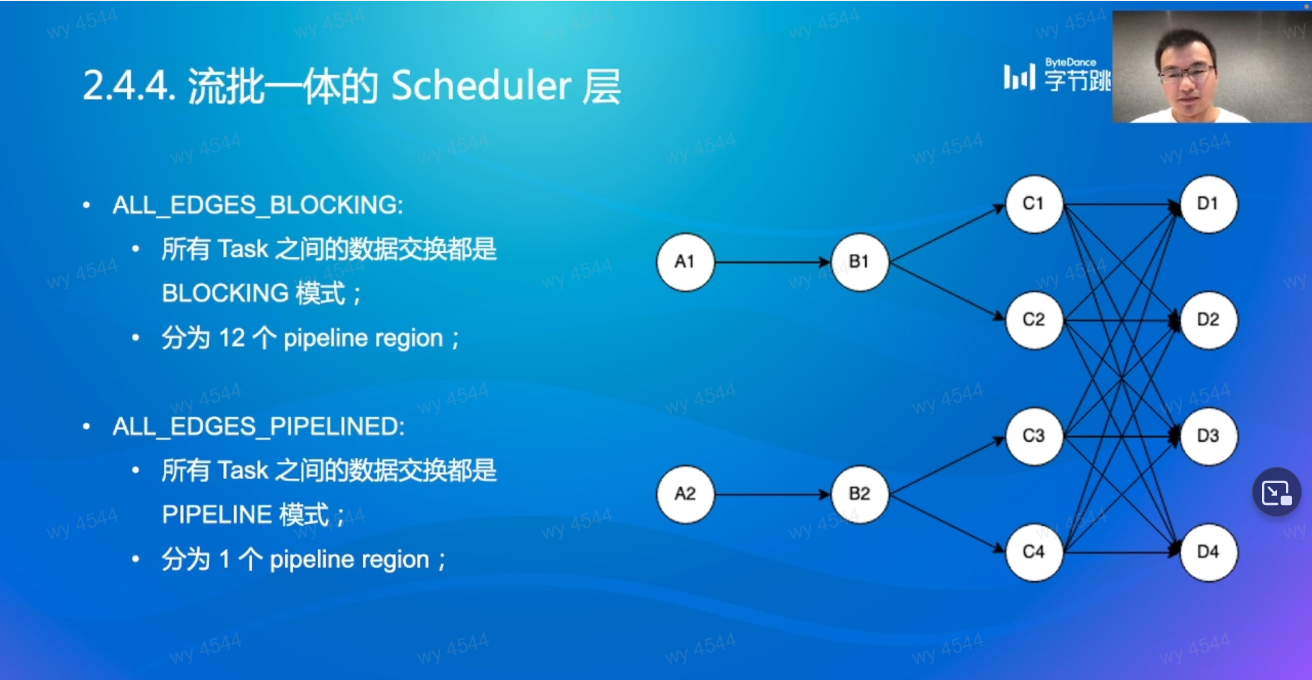 2.4.4. 流批一体的 Scheduler 层
ByteDance
字节跳
• ALL_EDGES_BLOCKING:
• 所有 Task 之间的数据交换都是
BLOCKING 模式；
• 分为 12 个 pipeline region；
• ALL_EDGES_PIPELINED:
• 所有 Task 之间的数据交换都是
PIPELINE 模式；
• 分为 1 个 pipeline region；
C1
D1
A1
B1
C2
D2
C3
D3
A2
B2
C4
D4
wy 4544